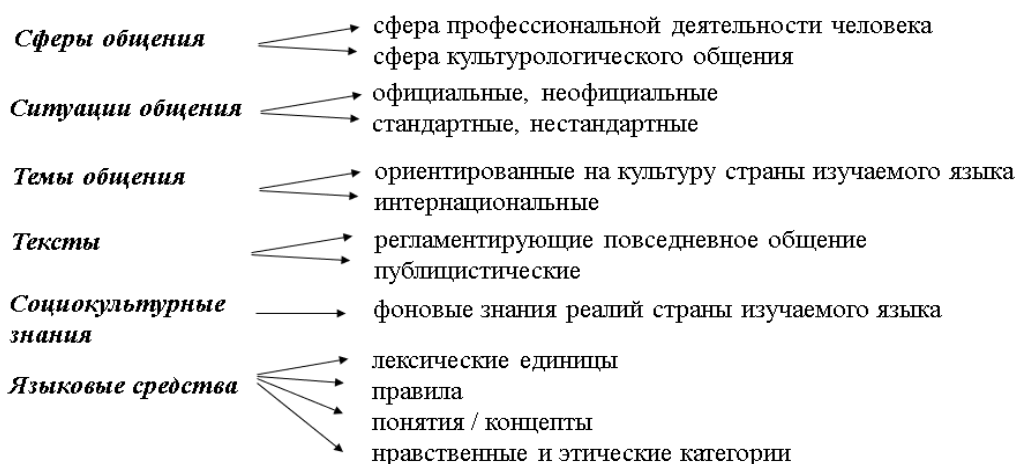 Сферы общения
сфера профессиональной деятельности человека
сфера культурологического общения
Ситуации общения
официальные, неофициальные
стандартные, нестандартные
Темы общения
ориентированные на культуру страны изучаемого языка
интернациональные
Тексты
регламентирующие повседневное общение
публицистические
Социокультурные
знания
фоновые знания реалий страны изучаемого языка
Языковые средства
лексические единицы
правила
понятия / концепты
нравственные и этические категории